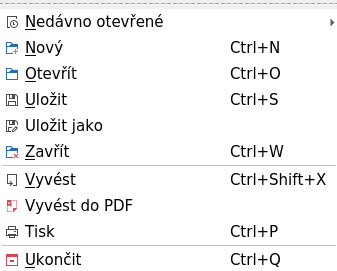 Nedávno otevřené
Nový Ctrl+N
Otevřít Ctrl+O
Uložit Ctrl+S
Uložit jako
Zavřít Ctrl+W
Vyvést Ctrl+Shift+X
Vyvést do PDF
Tisk Ctrl+P
Ukončit Ctrl+Q